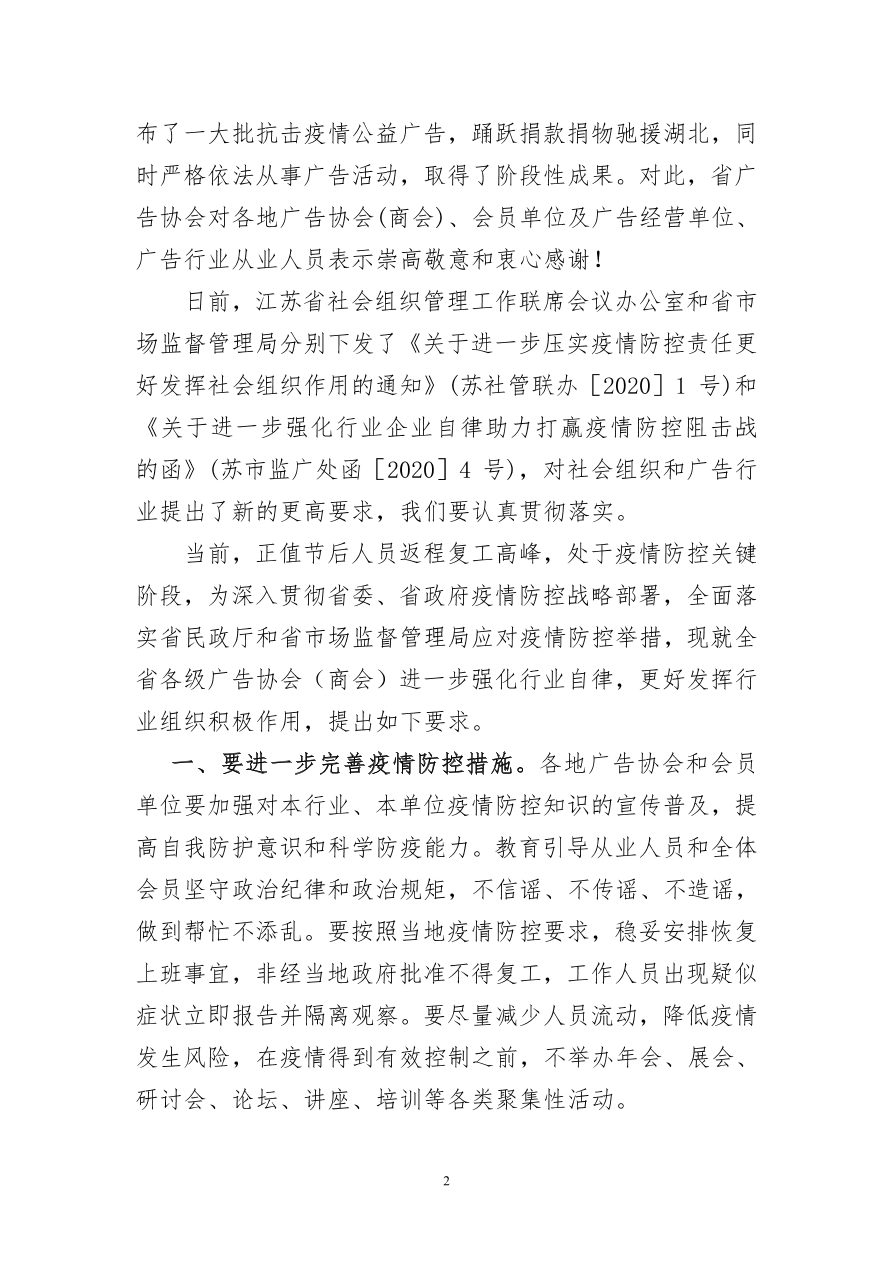 布了一大批抗击疫情公益广告，踊跃捐款捐物驰援湖北，同
时严格依法从事广告活动，取得了阶段性成果。对此，省广
告协会对各地广告协会(商会)、会员单位及广告经营单位、
广告行业从业人员表示崇高敬意和衷心感谢！
日前，江苏省社会组织管理工作联席会议办公室和省市
场监督管理局分别下发了《关于进一步压实疫情防控责任更
好发挥社会组织作用的通知》(苏社管联办［2020］1 号)和
《关于进一步强化行业企业自律助力打赢疫情防控阻击战
的函》(苏市监广处函［2020］4 号)，对社会组织和广告行
业提出了新的更高要求，我们要认真贯彻落实。
当前，正值节后人员返程复工高峰，处于疫情防控关键
阶段，为深入贯彻省委、省政府疫情防控战略部署，全面落
实省民政厅和省市场监督管理局应对疫情防控举措，现就全
省各级广告协会（商会）进一步强化行业自律，更好发挥行
业组织积极作用，提出如下要求。
一、要进一步完善疫情防控措施。各地广告协会和会员
单位要加强对本行业、本单位疫情防控知识的宣传普及，提
高自我防护意识和科学防疫能力。教育引导从业人员和全体
会员坚守政治纪律和政治规矩，不信谣、不传谣、不造谣，
做到帮忙不添乱。要按照当地疫情防控要求，稳妥安排恢复
上班事宜，非经当地政府批准不得复工，工作人员出现疑似
症状立即报告并隔离观察。要尽量减少人员流动，降低疫情
发生风险，在疫情得到有效控制之前，不举办年会、展会、
研讨会、论坛、讲座、培训等各类聚集性活动。
2